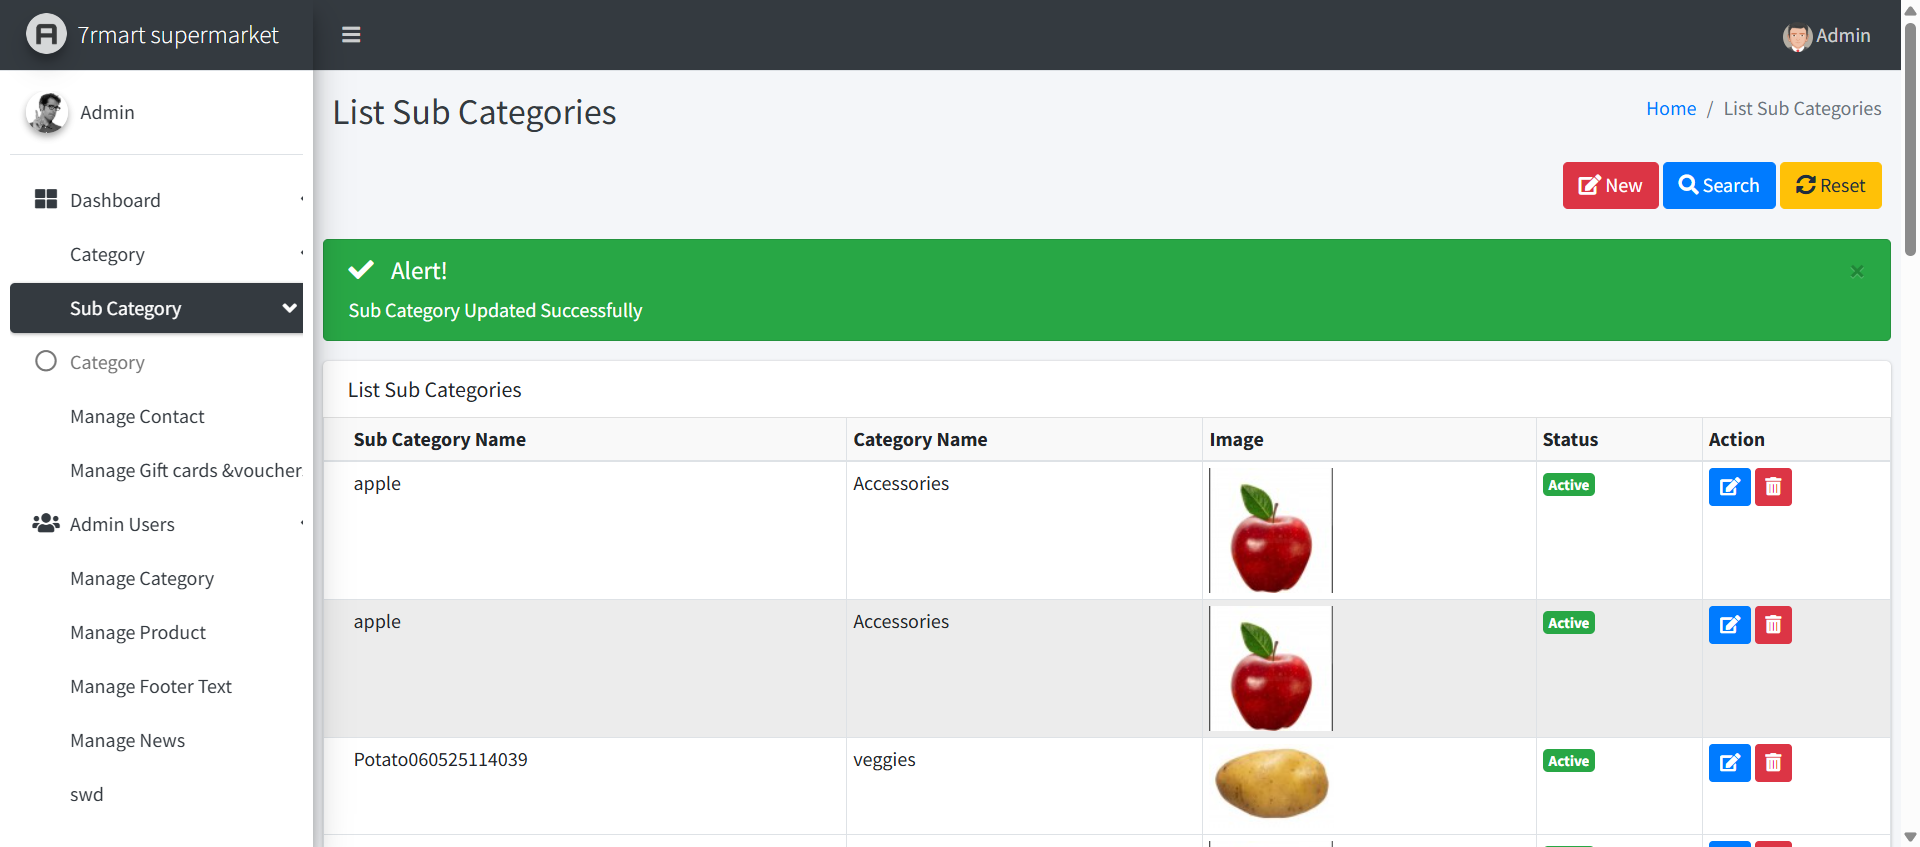 7rmart supermarket
Admin
Admin
List Sub Categories
Home / List Sub Categories
New
Search
Reset
Dashboard
Category
Sub Category
Category
Manage Contact
Manage Gift cards &voucher
Admin Users
Manage Category
Manage Product
Manage Footer Text
Manage News
swd
Alert!
×
Sub Category Updated Successfully
List Sub Categories
Sub Category Name Category Name Image Status Action
apple Accessories Active
apple Accessories Active
Potato060525114039 veggies Active